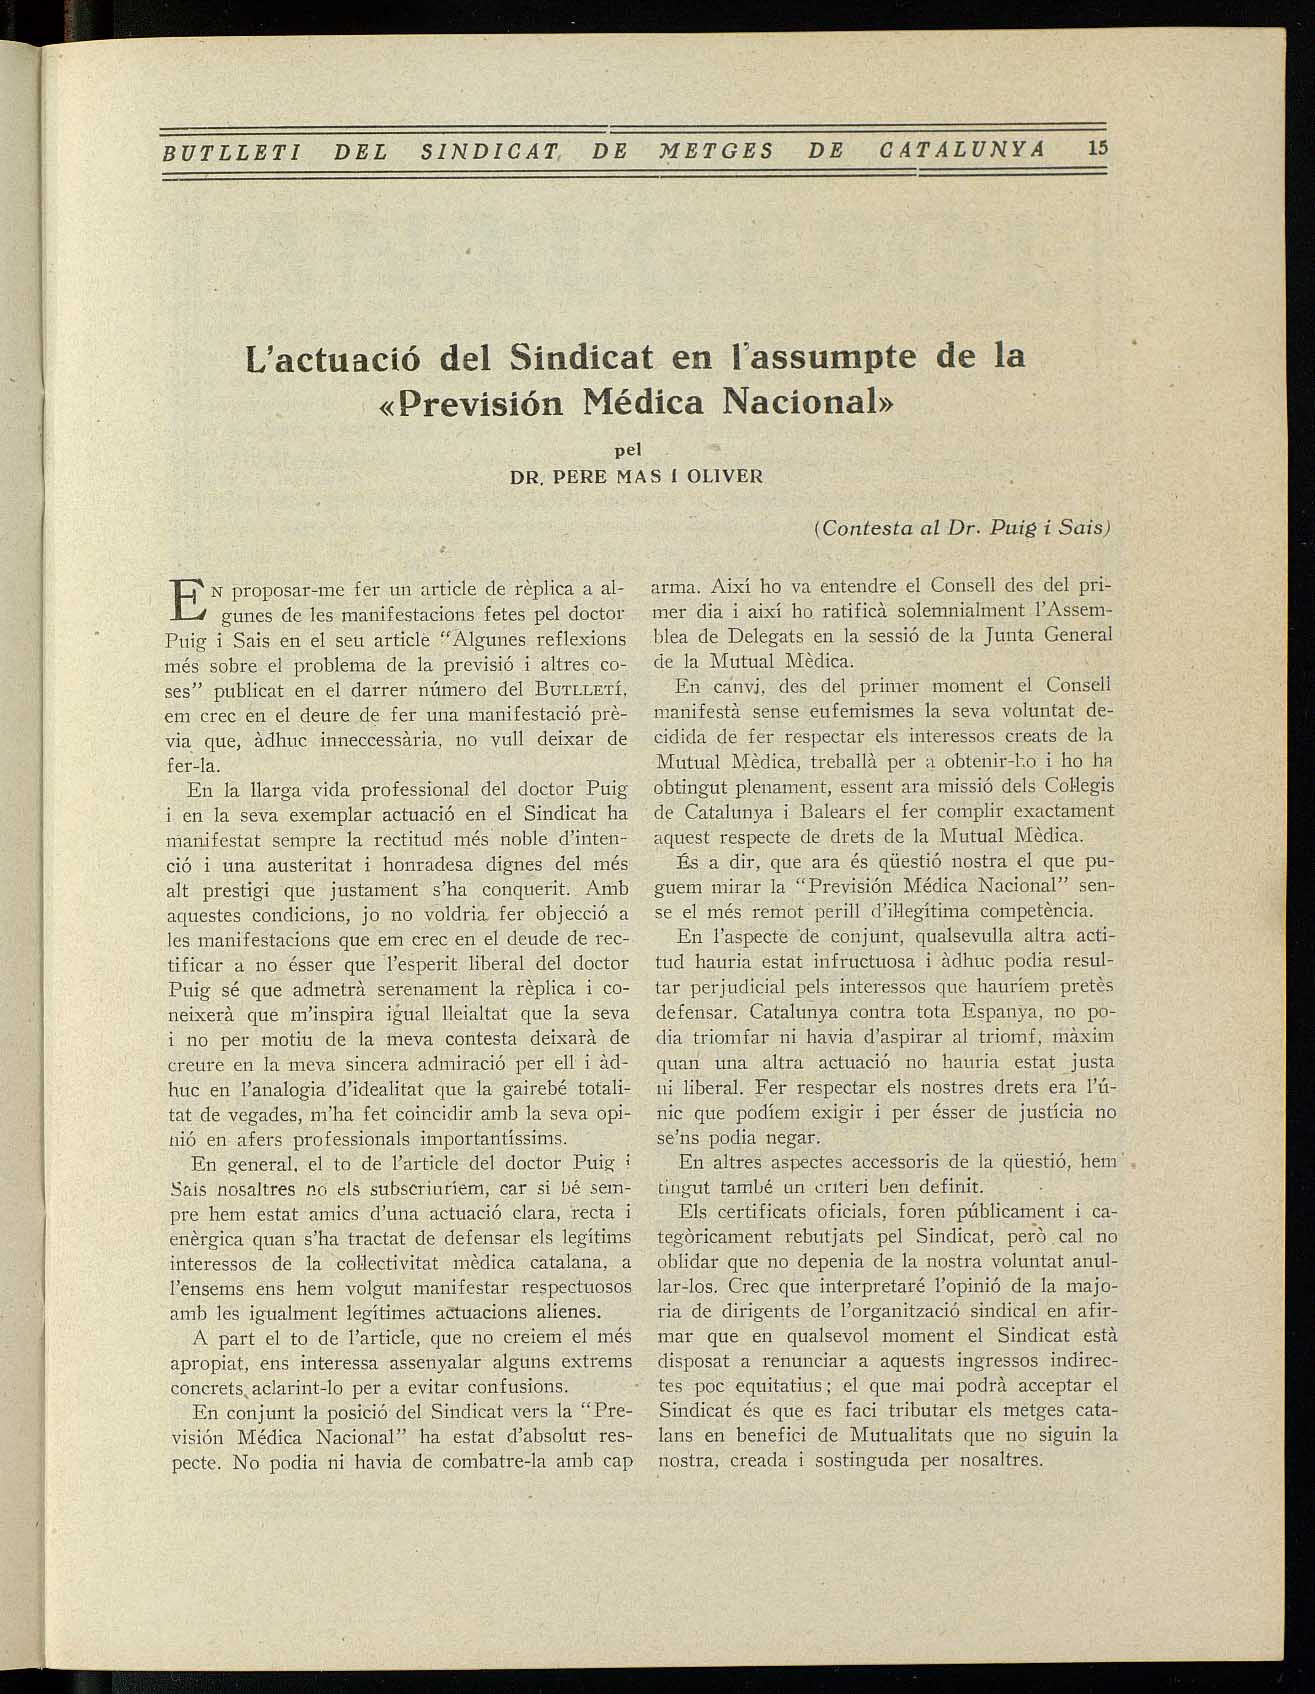 BUTLLETI DEL SINDICAT DE METGES DE CATALUNYA 15
L'actuació del Sindicat en l'assumpte de la
«Previsión Médica Nacional»
pel
DR. PERE MAS I OLIVER
(Contesta al Dr. Puig i Sais)
EN proposar-me fer un article de rèplica a al-
gunes de les manifestacions fetes pel doctor
Puig i Sais en el seu article "Algunes reflexions
més sobre el problema de la previsió i altres co-
ses" publicat en el darrer número del BUTLLETÍ,
em crec en el deure de fer una manifestació prè-
via que, àdhuc inneccessària, no vull deixar de
fer-la.
En la llarga vida professional del doctor Puig
i en la seva exemplar actuació en el Sindicat ha
manifestat sempre la rectitud més noble d'inten-
ció i una austeritat i honradesa dignes del més
alt prestigi que justament s'ha conquerit. Amb
aquestes condicions, jo no voldria fer objecció a
les manifestacions que em crec en el deude de rec-
tificar a no ésser que l'esperit liberal del doctor
Puig sé que admetrà serenament la rèplica i co-
neixerà que m'inspira igual lleialtat que la seva
i no per motiu de la meva contesta deixarà de
creure en la meva sincera admiració per ell i àd-
huc en l'analogia d'idealitat que la gairebé totali-
tat de vegades, m'ha fet coincidir amb la seva opi-
nió en afers professionals importantíssims.
En general, el to de l'article del doctor Puig i
Sais nosaltres no els subscriuríem, car si bé sem-
pre hem estat amics d'una actuació clara, recta i
enèrgica quan s'ha tractat de defensar els legítims
interessos de la col·lectivitat mèdica catalana, a
l'ensems ens hem volgut manifestar respectuosos
amb les igualment legítimes actuacions alienes.
A part el to de l'article, que no creiem el més
apropiat, ens interessa assenyalar alguns extrems
concrets, aclarint-lo per a evitar confusions.
En conjunt la posició del Sindicat vers la "Pre-
visión Médica Nacional" ha estat d'absolut res-
pecte. No podia ni havia de combatre-la amb cap
arma. Així ho va entendre el Consell des del pri-
mer dia i així ho ratificà solemnialment l'Assem-
blea de Delegats en la sessió de la Junta General
de la Mutual Mèdica.
En canvi, des del primer moment el Consell
manifestà sense eufemismes la seva voluntat de-
cidida de fer respectar els interessos creats de la
Mutual Mèdica, treballà per a obtenir-ho i ho ha
obtingut plenament, essent ara missió dels Col·legis
de Catalunya i Balears el fer complir exactament
aquest respecte de drets de la Mutual Mèdica.
És a dir, que ara és qüestió nostra el que pu-
guem mirar la "Previsión Médica Nacional" sen-
se el més remot perill d'il·legítima competència.
En l'aspecte de conjunt, qualsevulla altra acti-
tud hauria estat infructuosa i àdhuc podia resul-
tar perjudicial pels interessos que hauríem pretès
defensar. Catalunya contra tota Espanya, no po-
dia triomfar ni havia d'aspirar al triomf, màxim
quan una altra actuació no hauria estat justa
ni liberal. Fer respectar els nostres drets era l'ú-
nic que podíem exigir i per ésser de justícia no
se'ns podia negar.
En altres aspectes accessoris de la qüestió, hem
tingut també un criteri ben definit.
Els certificats oficials, foren públicament i ca-
tegòricament rebutjats pel Sindicat, però cal no
oblidar que no depenia de la nostra voluntat anul-
lar-los. Crec que interpretaré l'opinió de la majo-
ria de dirigents de l'organització sindical en afir-
mar que en qualsevol moment el Sindicat està
disposat a renunciar a aquests ingressos indirec-
tes poc equitatius; el que mai podrà acceptar el
Sindicat és que es faci tributar els metges cata-
lans en benefici de Mutualitats que no siguin la
nostra, creada i sostinguda per nosaltres.